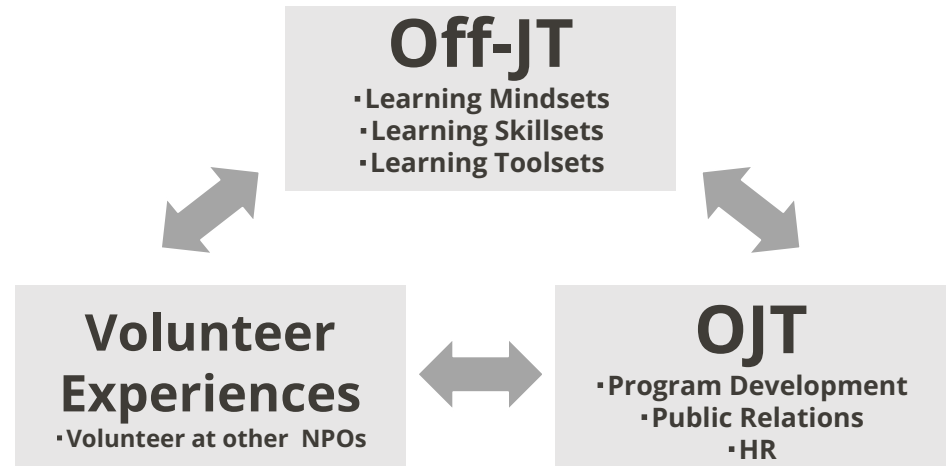 Off-JT
▪Learning Mindsets
▪Learning Skillsets
▪Learning Toolsets
Volunteer
Experiences
▪Volunteer at other NPOs
OJT
▪Program Development
▪Public Relations
▪HR